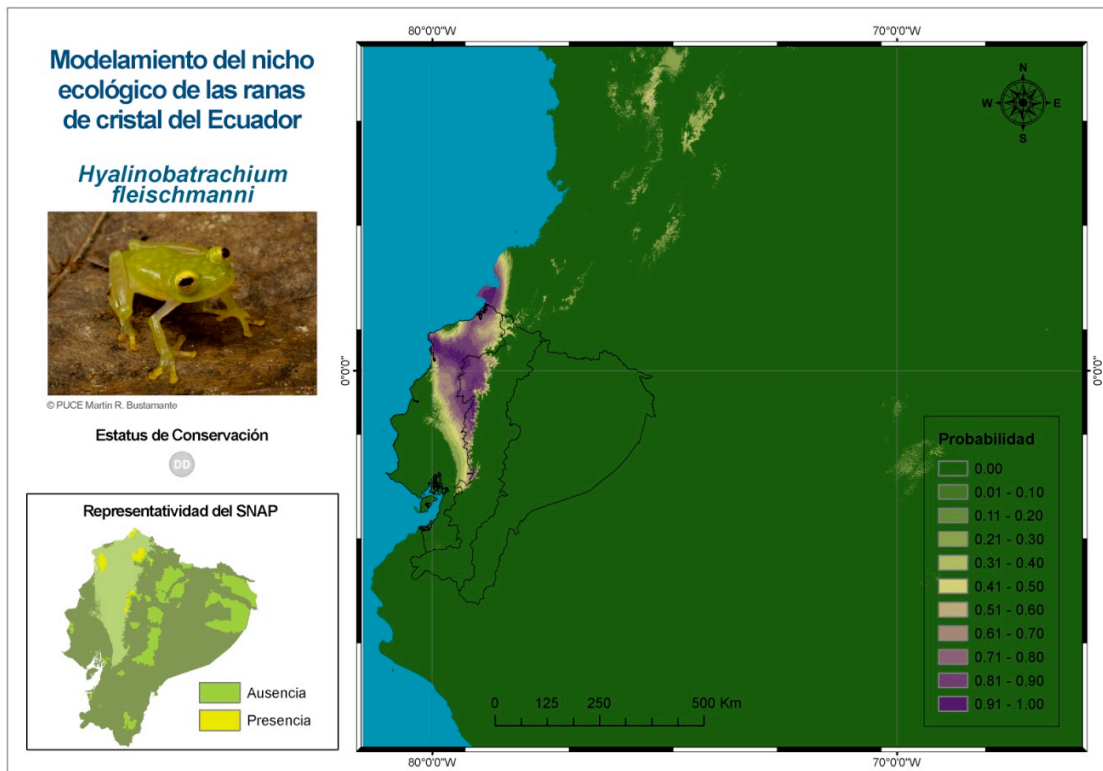 Modelamiento del nicho
ecológico de las ranas
de cristal del Ecuador
Hyalinobatrachium
fleischmanni
© PUCE Martin R. Bustamante
Estatus de Conservación
DD
Representatividad del SNAP
Ausencia
Presencia
80°0'0"W
70°0'0"W
N
W
E
S
0°0'0"
0°0'0"
Probabilidad
0.00
0.01 - 0.10
0.11 - 0.20
0.21 - 0.30
0.31 - 0.40
0.41 - 0.50
0.51 - 0.60
0.61 - 0.70
0.71 - 0.80
0.81 - 0.90
0.91 - 1.00
0 125 250 500 Km
80°0'0"W
70°0'0"W